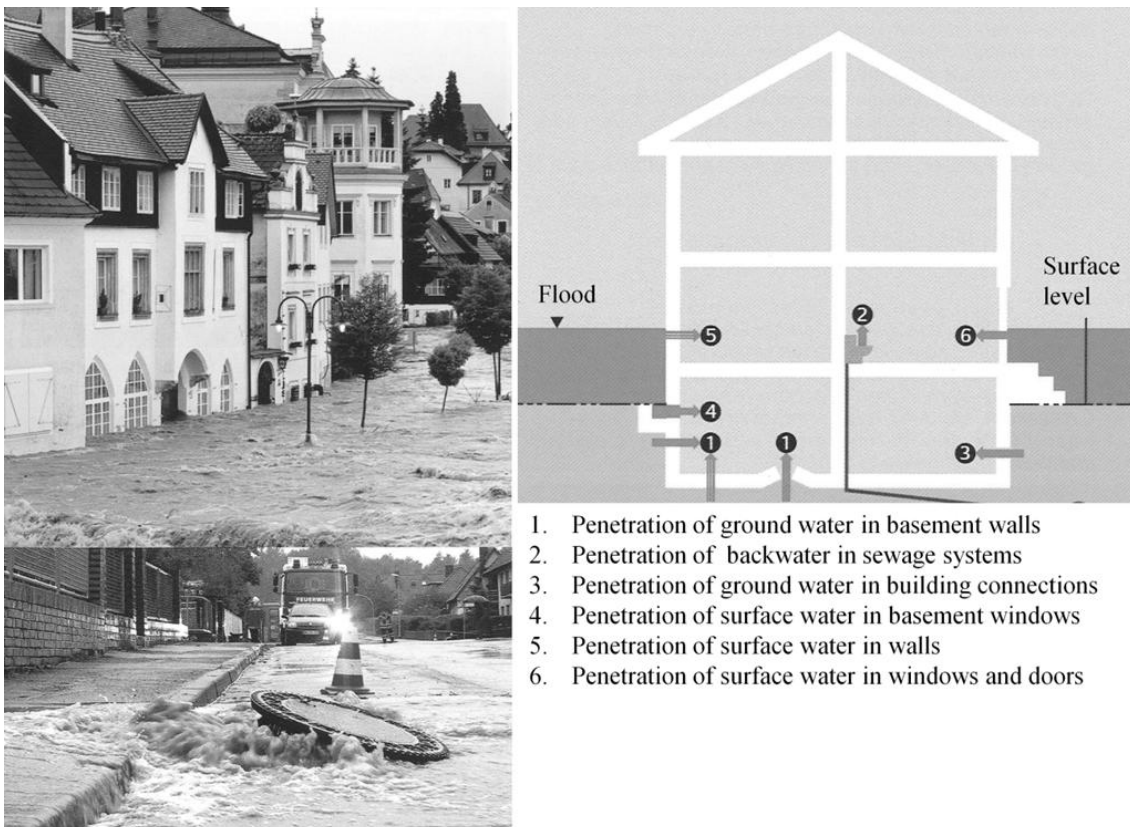 FEUERWEHR
Flood
Surface
level
2
5
6
4
1
1
3
1. Penetration of ground water in basement walls
2. Penetration of backwater in sewage systems
3. Penetration of ground water in building connections
4. Penetration of surface water in basement windows
5. Penetration of surface water in walls
6. Penetration of surface water in windows and doors